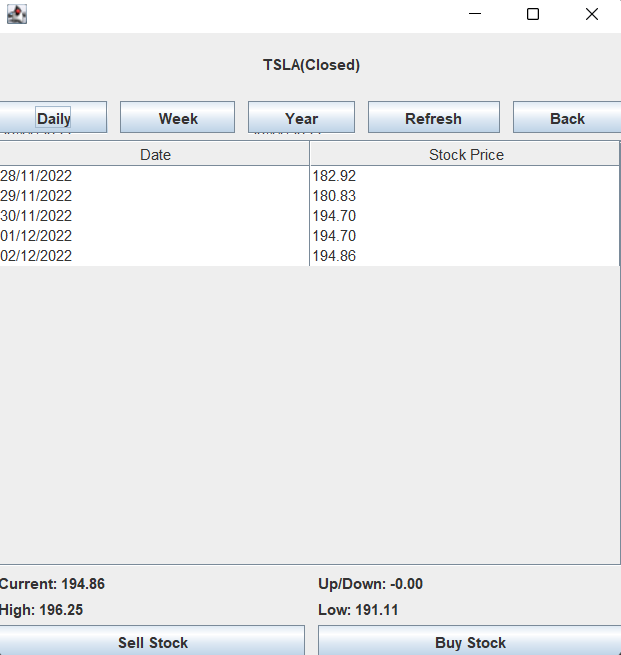 TSLA(Closed)
Daily Week Year Refresh Back
Date Stock Price
28/11/2022 182.92
29/11/2022 180.83
30/11/2022 194.70
01/12/2022 194.70
02/12/2022 194.86
Current: 194.86 Up/Down: -0.00
High: 196.25 Low: 191.11
Sell Stock Buy Stock